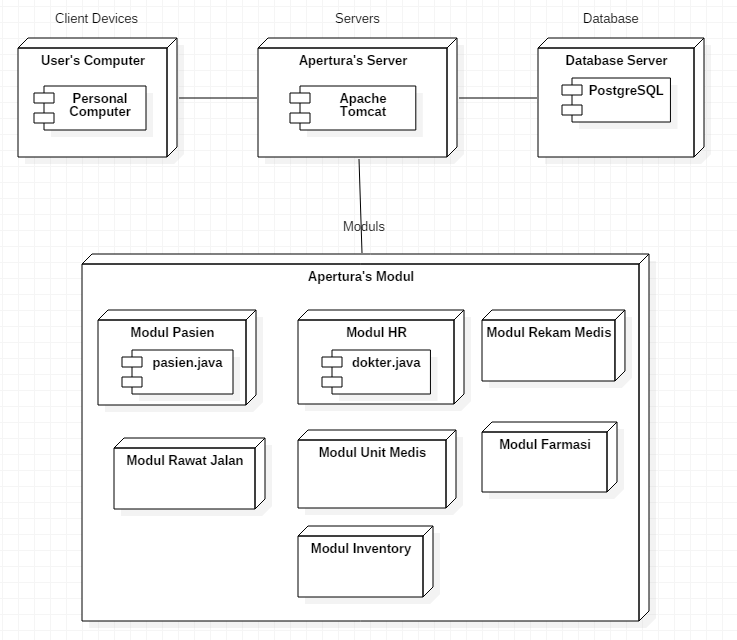 Client Devices
Servers
Database
User's Computer
Personal
Computer
Apertura's Server
Apache
Tomcat
Database Server
PostgreSQL
Moduls
Apertura's Modul
Modul Pasien
pasien.java
Modul HR
dokter.java
Modul Rekam Medis
Modul Rawat Jalan
Modul Unit Medis
Modul Farmasi
Modul Inventory